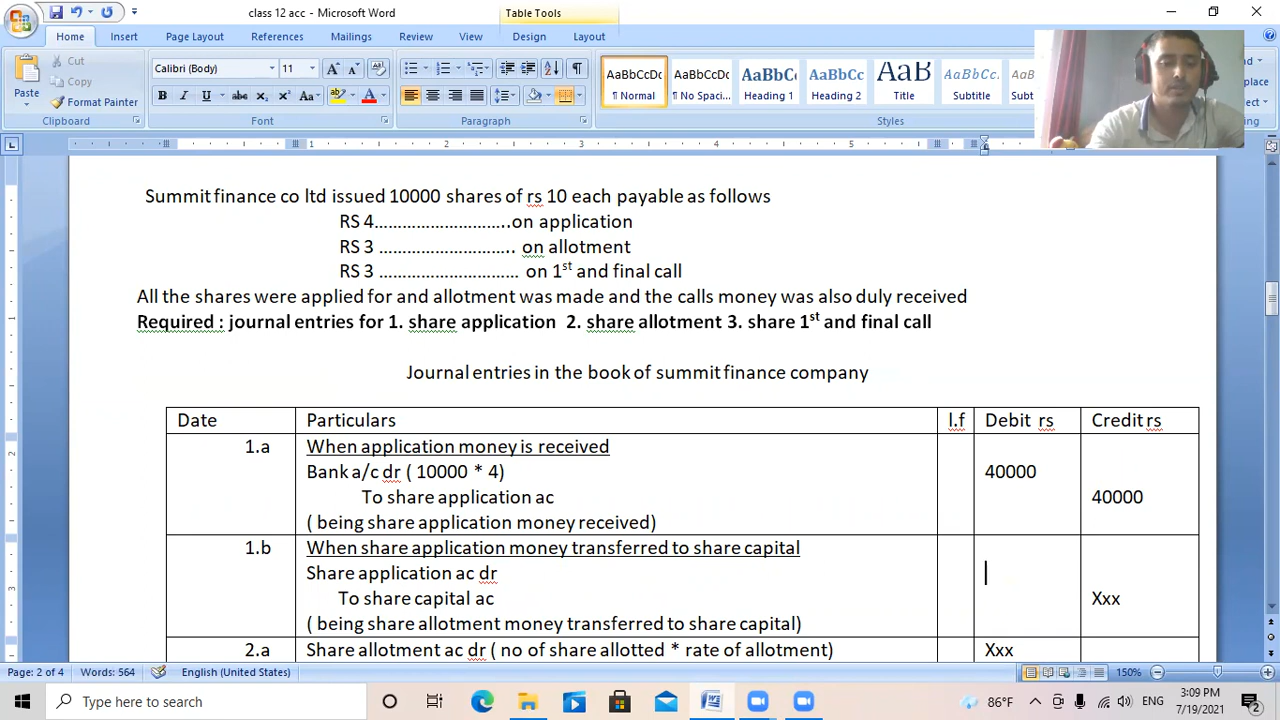 class 12 acc - Microsoft Word
Table Tools
Home Insert Page Layout References Mailings Review View Design Layout
Paste
Cut
Copy
Format Painter
Clipboard
Calibri (Body) 11
Font
Paragraph
AaBbCcDc AaBbCcDc AaBbC AaBbCc AaB AaBbCcL AaBb
¶ Normal ¶ No Spaci... Heading 1 Heading 2 Title Subtitle Subt
Styles
1 2 3 4 5
Summit finance co ltd issued 10000 shares of rs 10 each payable as follows
RS 4............................on application
RS 3 ............................. on allotment
RS 3 ............................. on 1st and final call
All the shares were applied for and allotment was made and the calls money was also duly received
Required : journal entries for 1. share application 2. share allotment 3. share 1st and final call
Journal entries in the book of summit finance company
Date Particulars l.f Debit rs Credit rs
1.a When application money is received
Bank a/c dr ( 10000 * 4) 40000
To share application ac 40000
( being share application money received)
1.b When share application money transferred to share capital
Share application ac dr
To share capital ac Xxx
( being share allotment money transferred to share capital)
2.a Share allotment ac dr ( no of share allotted * rate of allotment) Xxx
Page: 2 of 4 Words: 564 English (United States) 150%
Type here to search
86°F
ENG
3:09 PM
7/19/2021
2